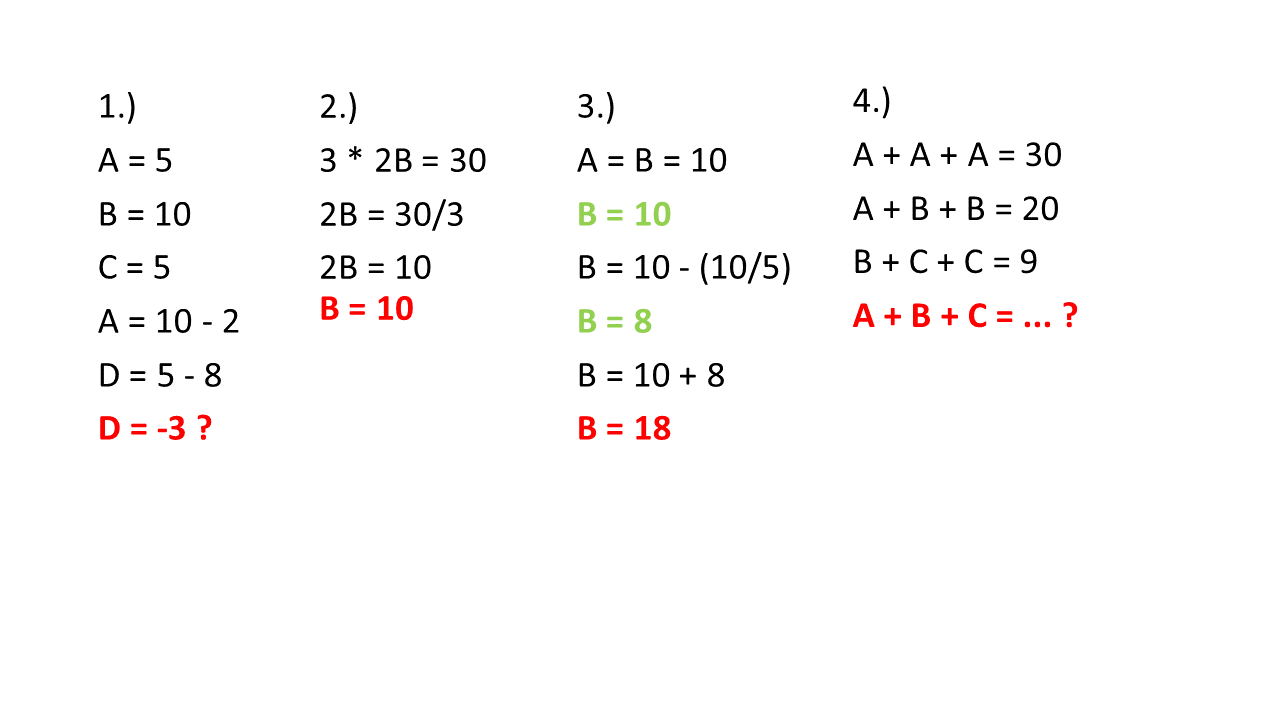 1.)
A = 5
B = 10
C = 5
A = 10 - 2
D = 5 - 8
D = -3 ?
2.)
3 * 2B = 30
2B = 30/3
2B = 10
B = 10
3.)
A = B = 10
B = 10
B = 10 - (10/5)
B = 8
B = 10 + 8
B = 18
4.)
A + A + A = 30
A + B + B = 20
B + C + C = 9
A + B + C = ... ?